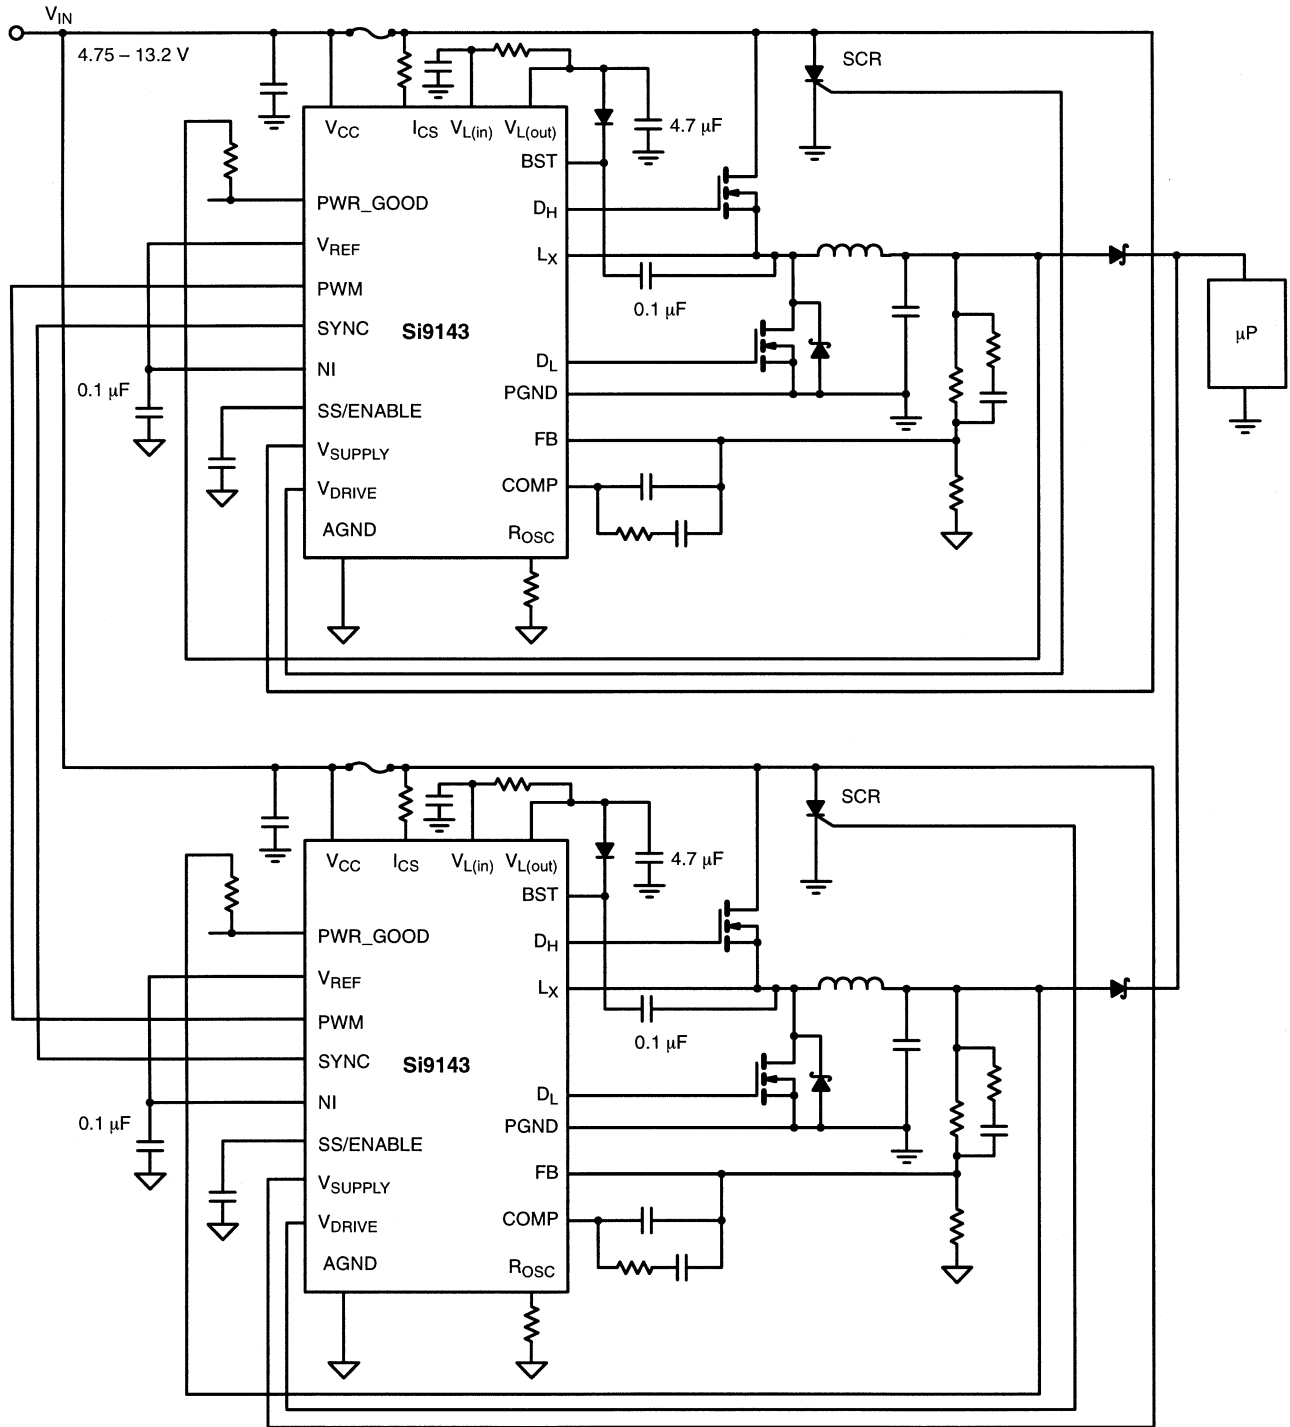 VIN
4.75 – 13.2 V
SCR
VCC
ICS
VL(in)
VL(out)
4.7 μF
BST
PWR_GOOD
DH
VREF
LX
PWM
0.1 μF
SYNC
Si9143
μP
DL
NI
0.1 μF
PGND
SS/ENABLE
FB
VSUPPLY
COMP
VDRIVE
AGND
ROSC
SCR
VCC
ICS
VL(in)
VL(out)
4.7 μF
BST
PWR_GOOD
DH
VREF
LX
PWM
0.1 μF
SYNC
Si9143
DL
NI
0.1 μF
PGND
SS/ENABLE
FB
VSUPPLY
COMP
VDRIVE
AGND
ROSC